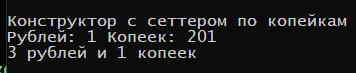 Конструктор с сеттером по копейкам
Рублей: 1 Копеек: 201
3 рублей и 1 копеек